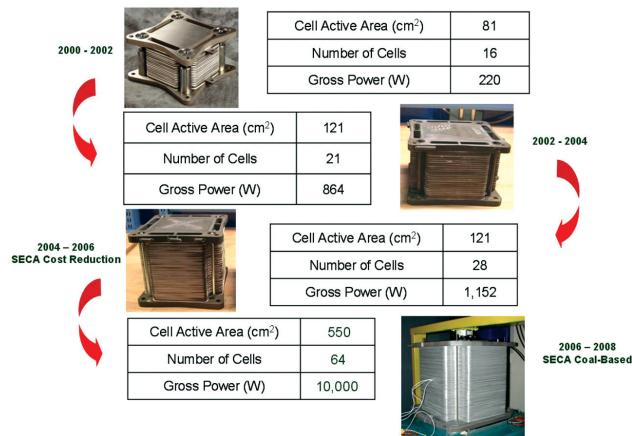 2000 - 2002
Cell Active Area (cm²) 81
Number of Cells 16
Gross Power (W) 220
Cell Active Area (cm²) 121
Number of Cells 21
Gross Power (W) 864
2002 - 2004
2004 – 2006
SECA Cost Reduction
Cell Active Area (cm²) 121
Number of Cells 28
Gross Power (W) 1,152
Cell Active Area (cm²) 550
Number of Cells 64
Gross Power (W) 10,000
2006 – 2008
SECA Coal-Based